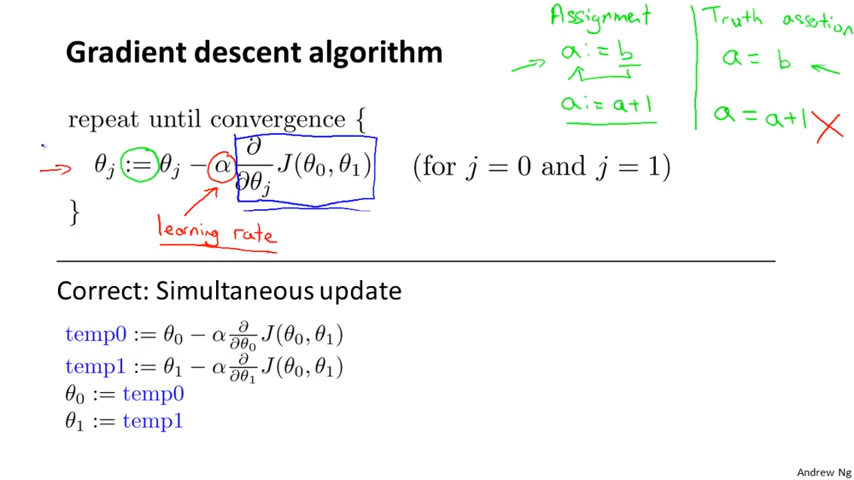 Gradient descent algorithm
repeat until convergence {
θj := θj − α ∂/∂θj J(θ0, θ1) (for j = 0 and j = 1)
}
learning rate
Assignment
a := b
a := a+1
Truth assertion
a = b
a = a+1
Correct: Simultaneous update
temp0 := θ0 − α ∂/∂θ0 J(θ0, θ1)
temp1 := θ1 − α ∂/∂θ1 J(θ0, θ1)
θ0 := temp0
θ1 := temp1
Andrew Ng